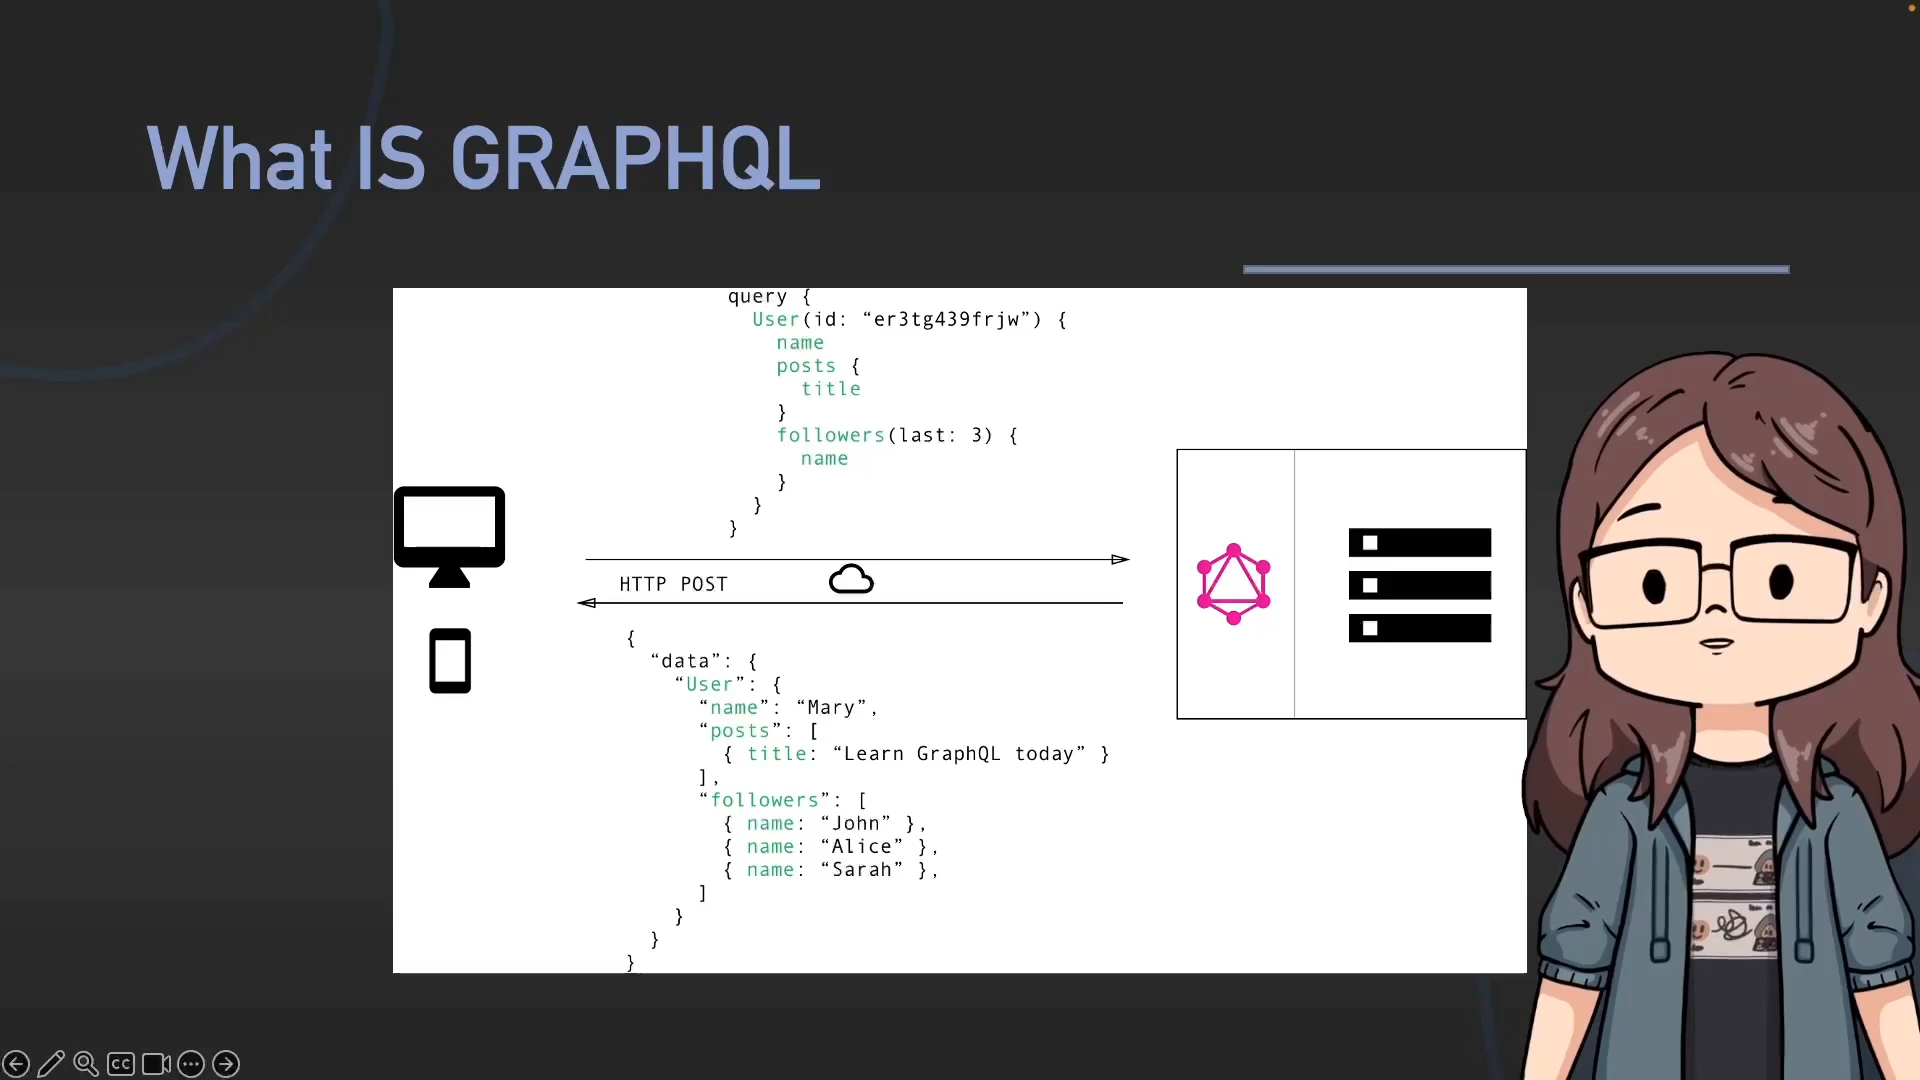 What IS GRAPHQL
query {
User(id: “er3tg439frjw”) {
name
posts {
title
}
followers(last: 3) {
name
}
}
}
HTTP POST
{
“data”: {
“User”: {
“name”: “Mary”,
“posts”: [
{ title: “Learn GraphQL today” }
],
“followers”: [
{ name: “John” },
{ name: “Alice” },
{ name: “Sarah” },
]
}
}
}
CC